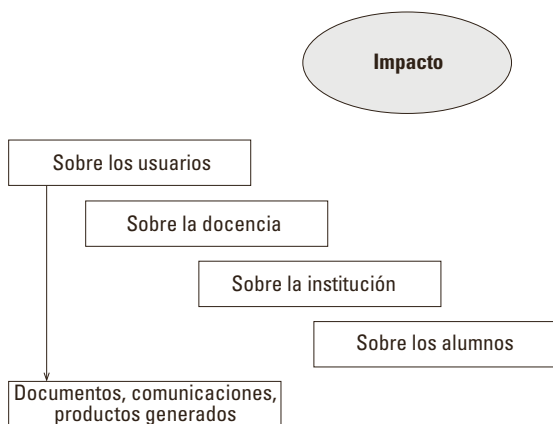 Impacto
Sobre los usuarios
Sobre la docencia
Sobre la institución
Sobre los alumnos
Documentos, comunicaciones,
productos generados